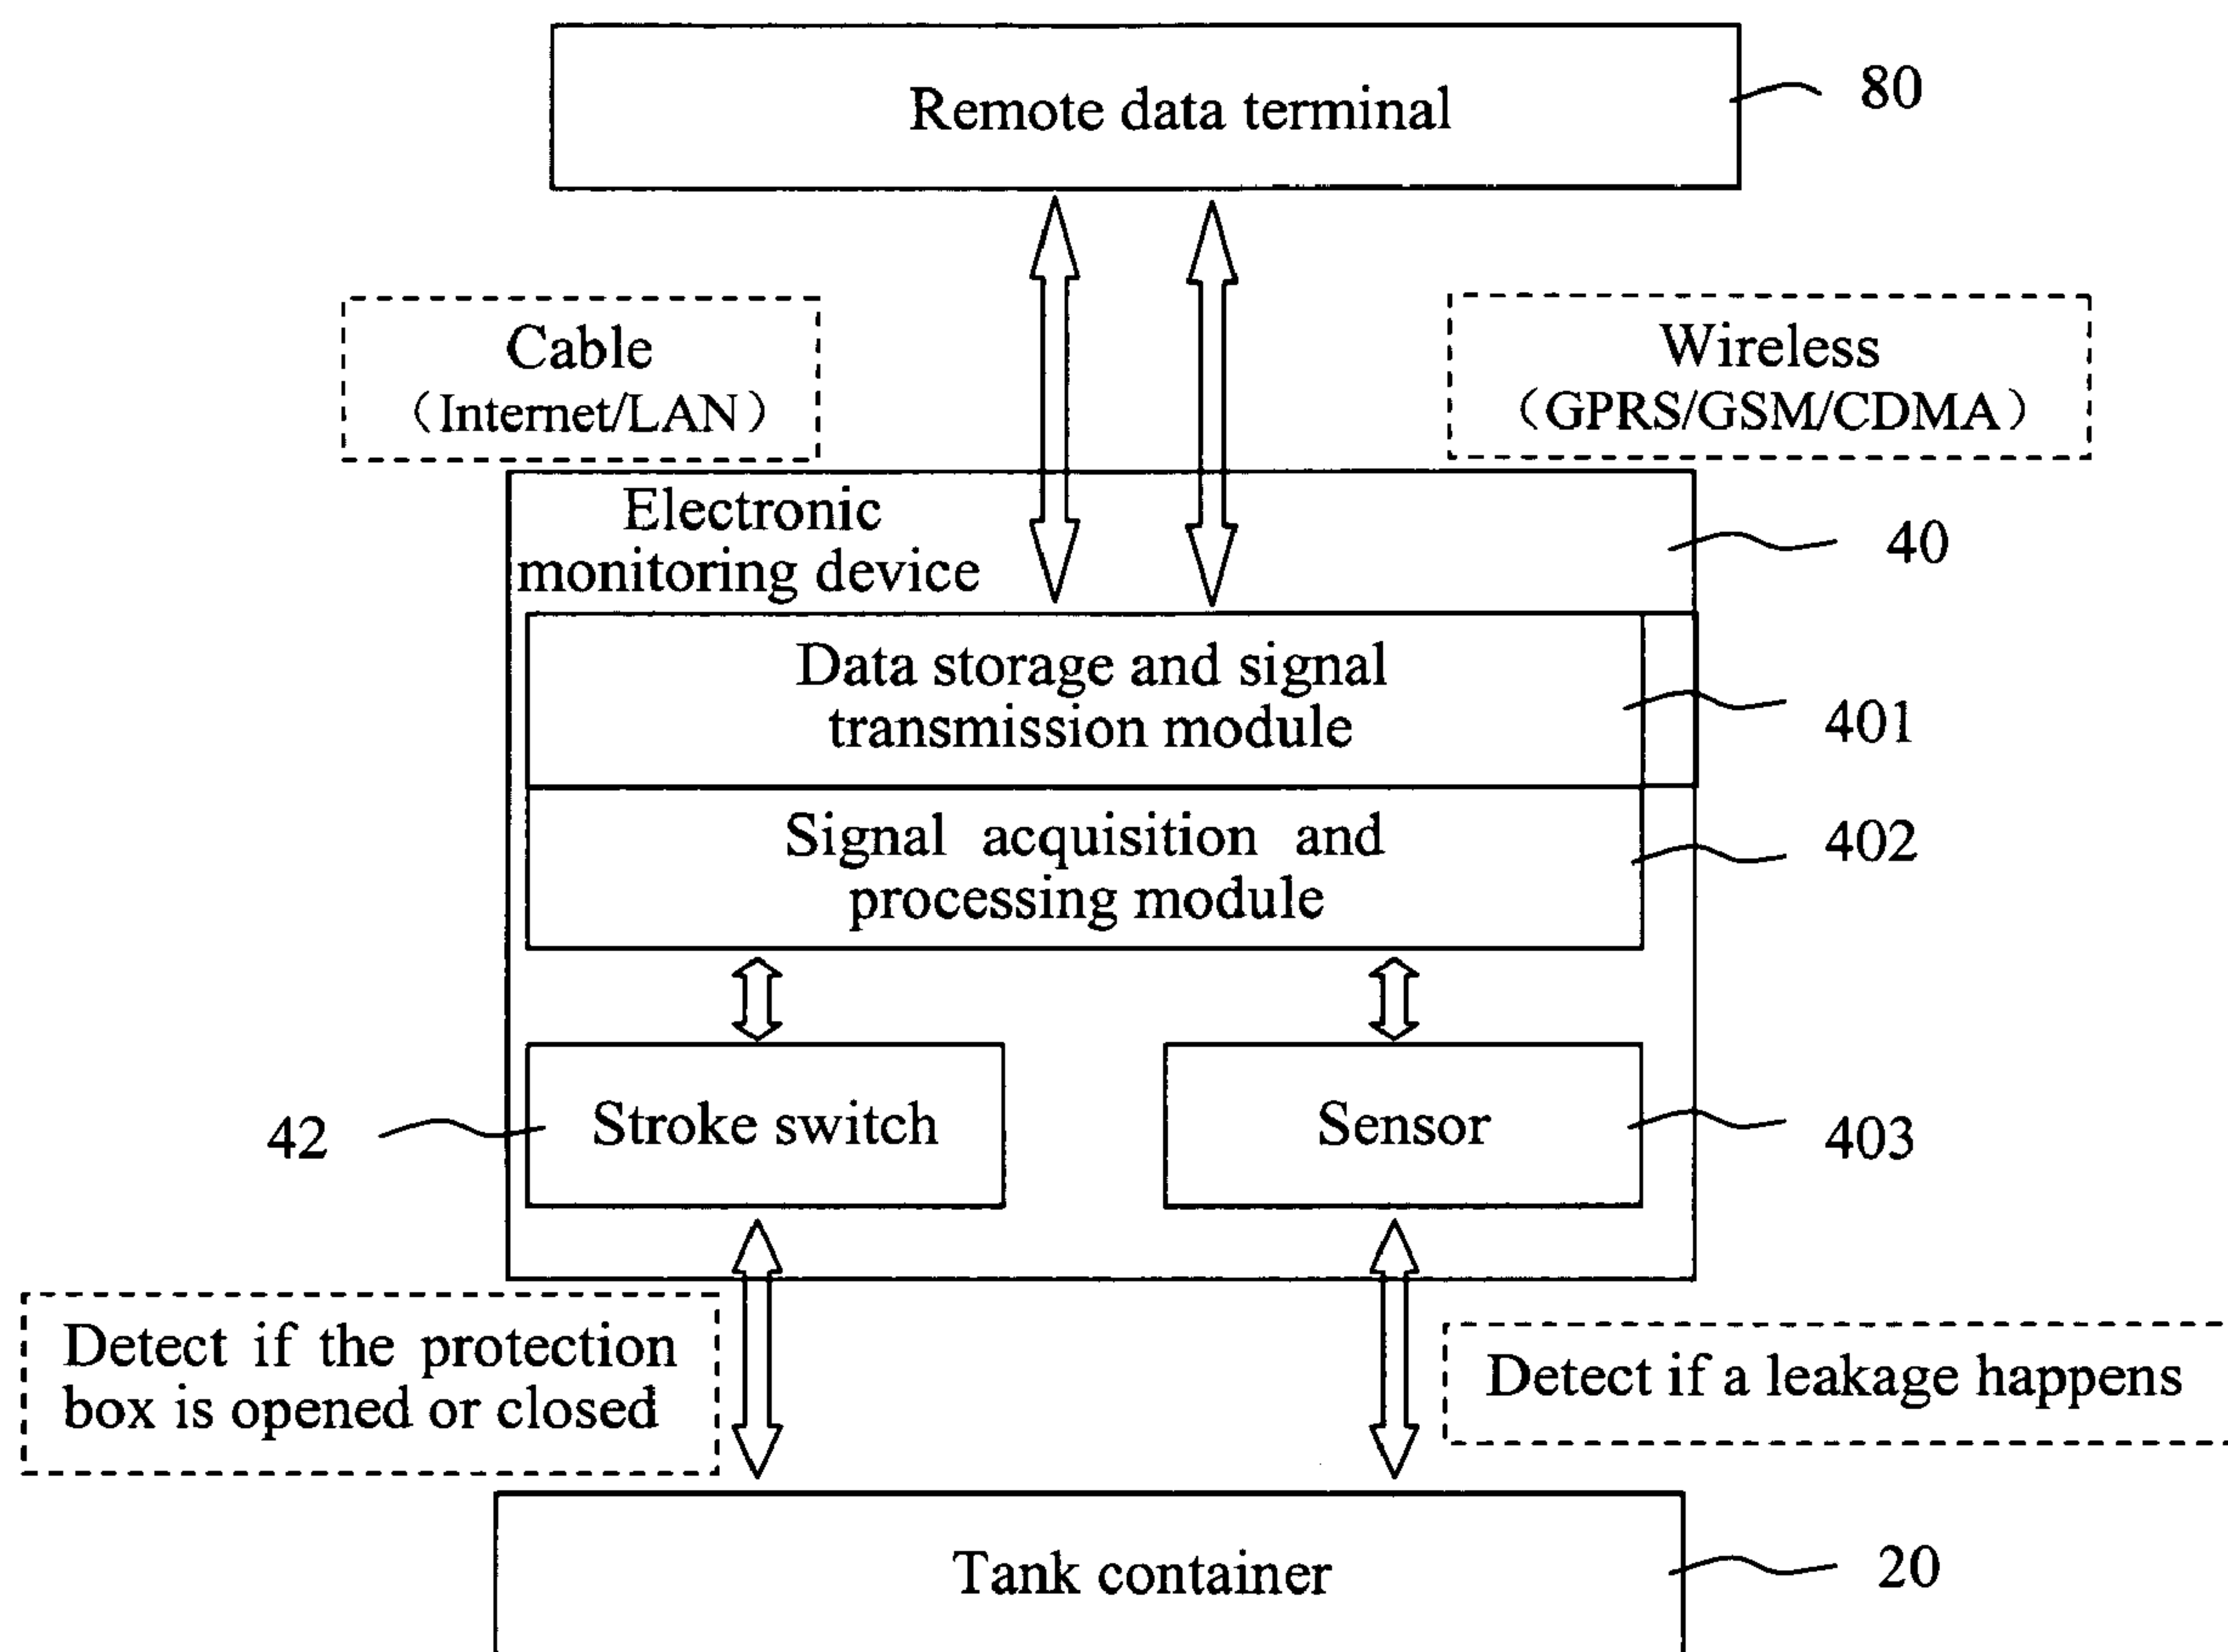 Remote data terminal
80
Cable
（Internet/LAN）
Wireless
（GPRS/GSM/CDMA）
Electronic
monitoring device
40
Data storage and signal
transmission module
401
Signal acquisition and
processing module
402
42
Stroke switch
Sensor
403
Detect if the protection
box is opened or closed
Detect if a leakage happens
Tank container
20